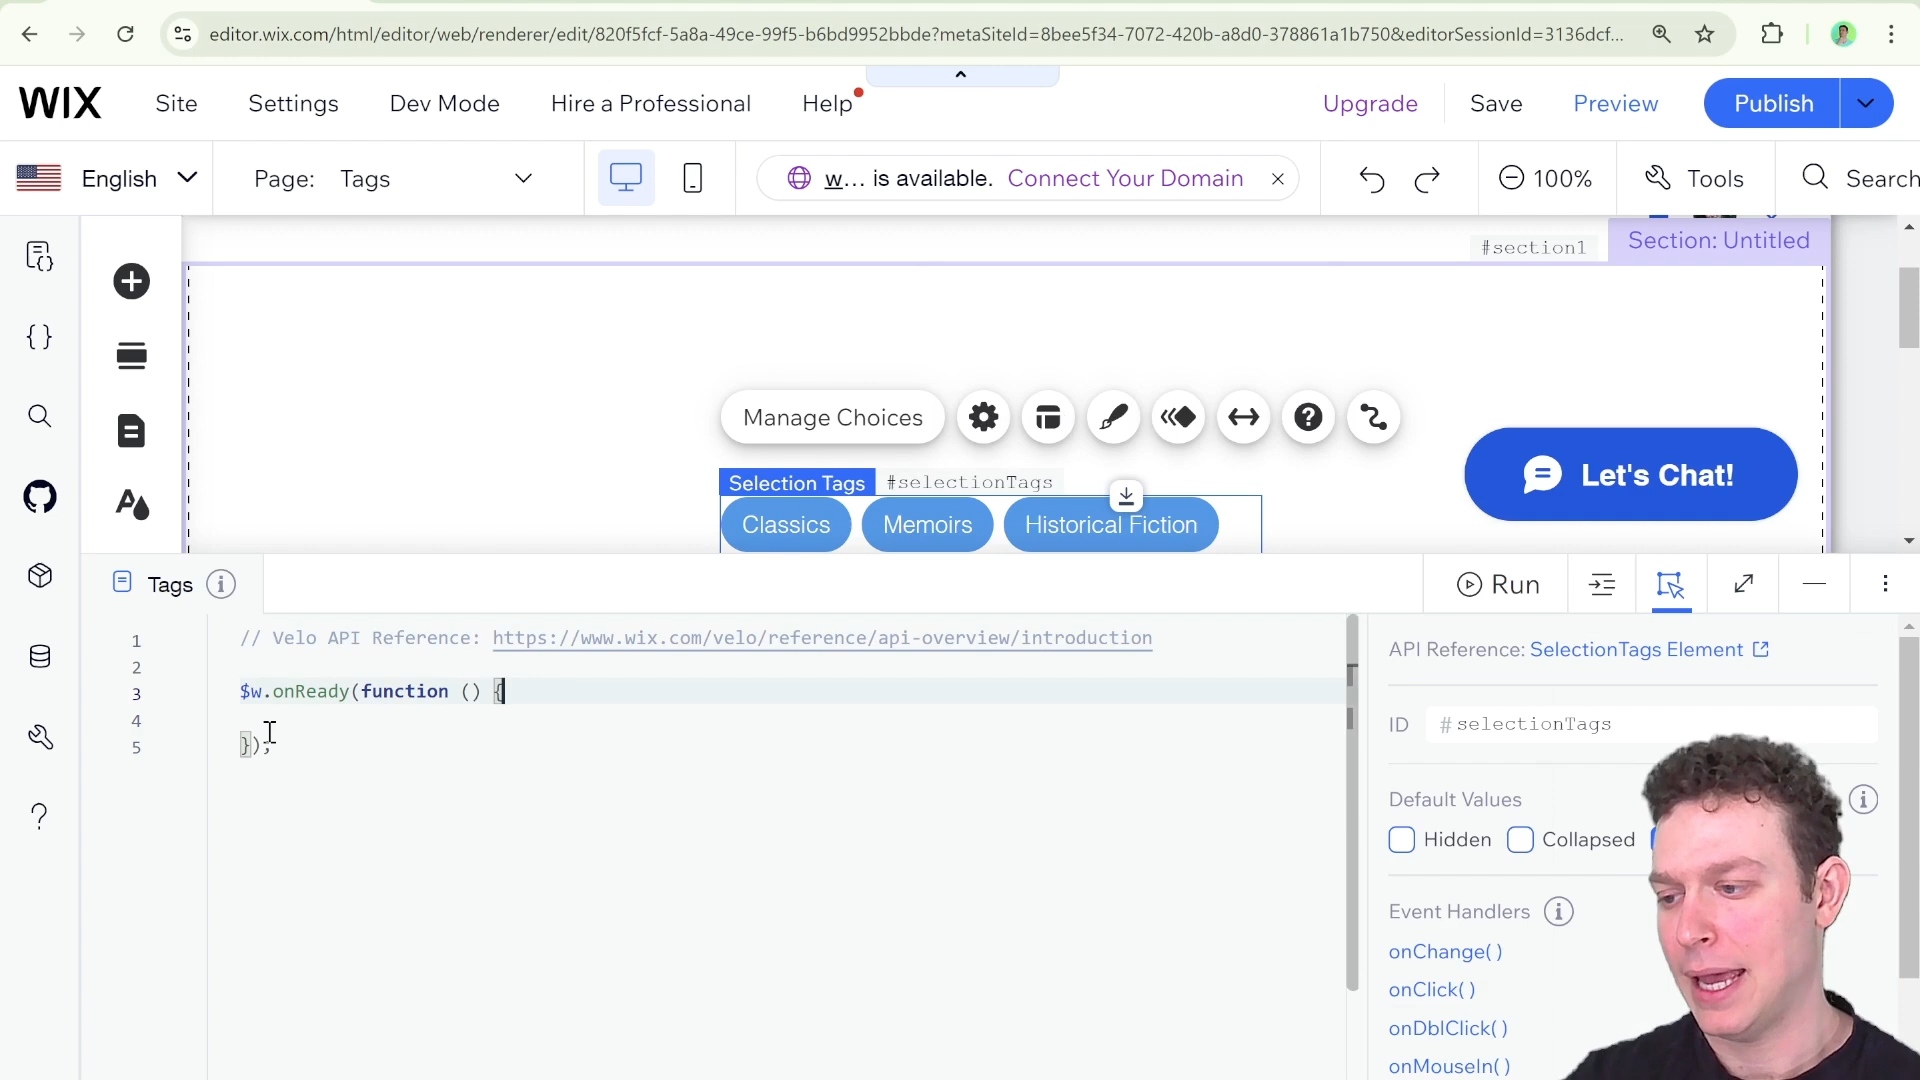 editor.wix.com/html/editor/web/renderer/edit/820f5fcf-5a8a-49ce-99f5-b6bd9952bbde?metaSiteId=8bee5f34-7072-420b-a8d0-378861a1b750&editorSessionId=3136dcf...
WIX Site Settings Dev Mode Hire a Professional Help Upgrade Save Preview Publish
English Page: Tags w... is available. Connect Your Domain 100% Tools Search
#section1 Section: Untitled
Manage Choices
Let's Chat!
Selection Tags #selectionTags
Classics Memoirs Historical Fiction
Tags Run
1 // Velo API Reference: https://www.wix.com/velo/reference/api-overview/introduction
2
3 $w.onReady(function () {
4
5 });
API Reference: SelectionTags Element
ID # selectionTags
Default Values
Hidden Collapsed
Event Handlers
onChange( )
onClick( )
onDblClick( )
onMouseIn( )